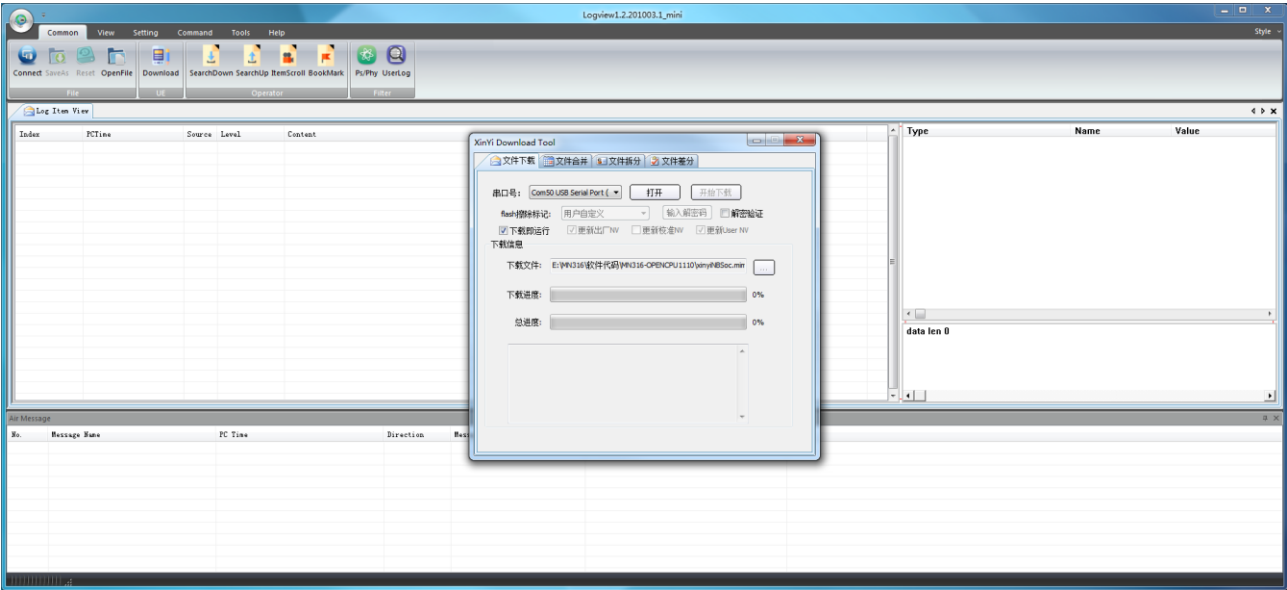 Logview1.2.201003.1_mini
Common View Setting Command Tools Help Style
Connect SaveAs Reset OpenFile Download SearchDown SearchUp ItemScroll BookMark Ps/Phy UserLog
File UE Operator Filter
Log Item View
Index PCTime Source Level Content
Type Name Value
XinYi Download Tool
文件下载 文件合并 文件拆分 文件差分
串口号: Com50 USB Serial Port ( 打开 开始下载
flash擦除标记: 用户自定义 输入解密码 解密验证
下载即运行 更新出厂NV 更新校准NV 更新User NV
下载信息
下载文件: E:\MN316\软件代码\MN316-OPENCPU1110\xinyiNBSoc.mim ...
下载进度: 0%
总进度: 0%
data len 0
Air Message
No. Message Name PC Time Direction Mess